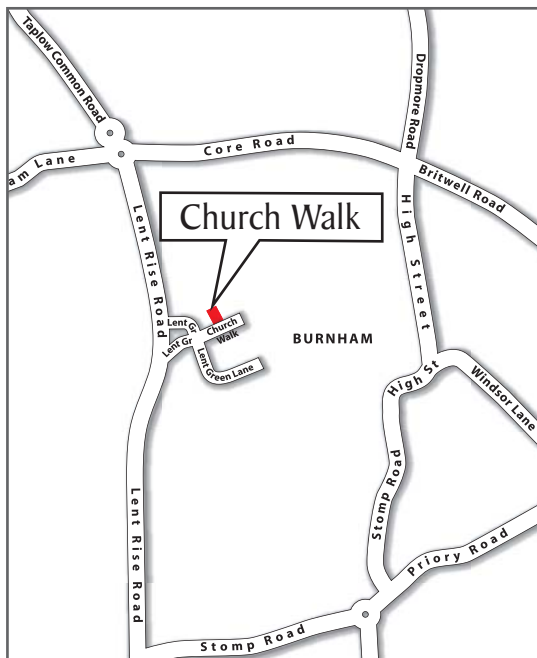 Taplow Common Road
Dropmore Road
am Lane
Core Road
Britwell Road
Lent Rise Road
High Street
Church Walk
Lent Gr
Church
Walk
Lent Gr
Lent Green Lane
BURNHAM
High St
Windsor Lane
Stomp Road
Lent Rise Road
Priory Road
Stomp Road